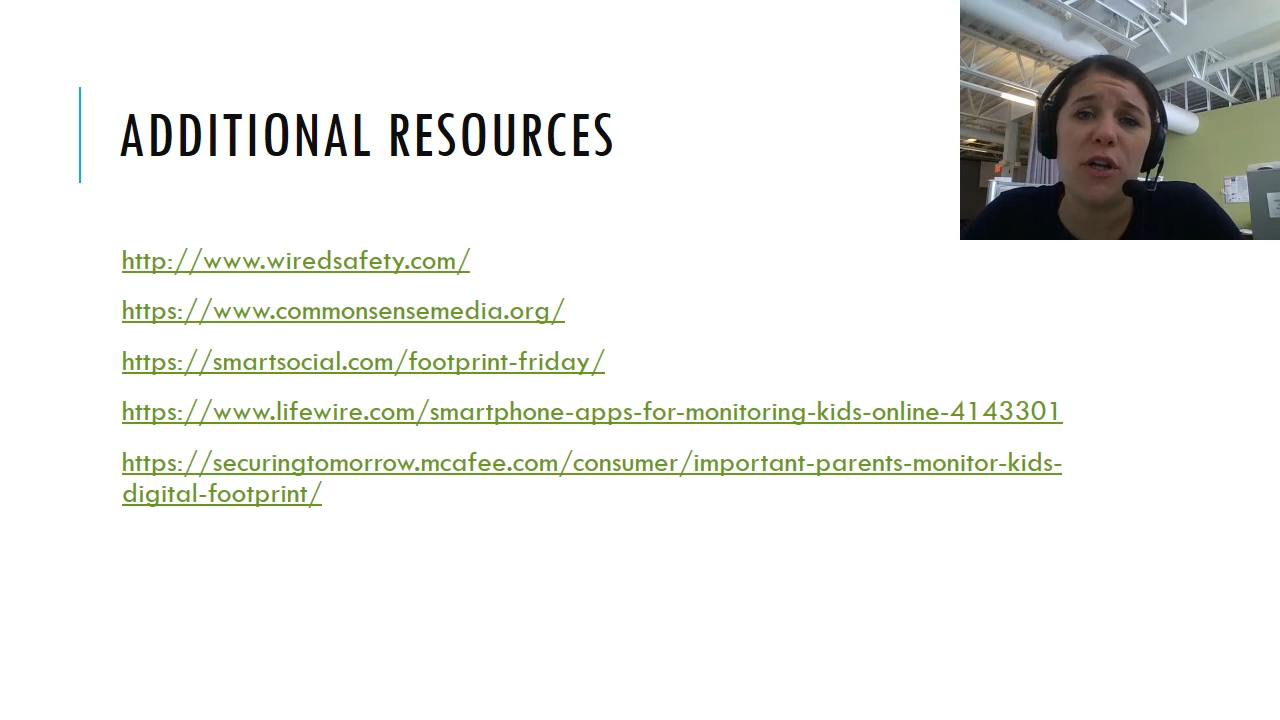 ADDITIONAL RESOURCES
http://www.wiredsafety.com/
https://www.commonsensemedia.org/
https://smartsocial.com/footprint-friday/
https://www.lifewire.com/smartphone-apps-for-monitoring-kids-online-4143301
https://securingtomorrow.mcafee.com/consumer/important-parents-monitor-kids-
digital-footprint/